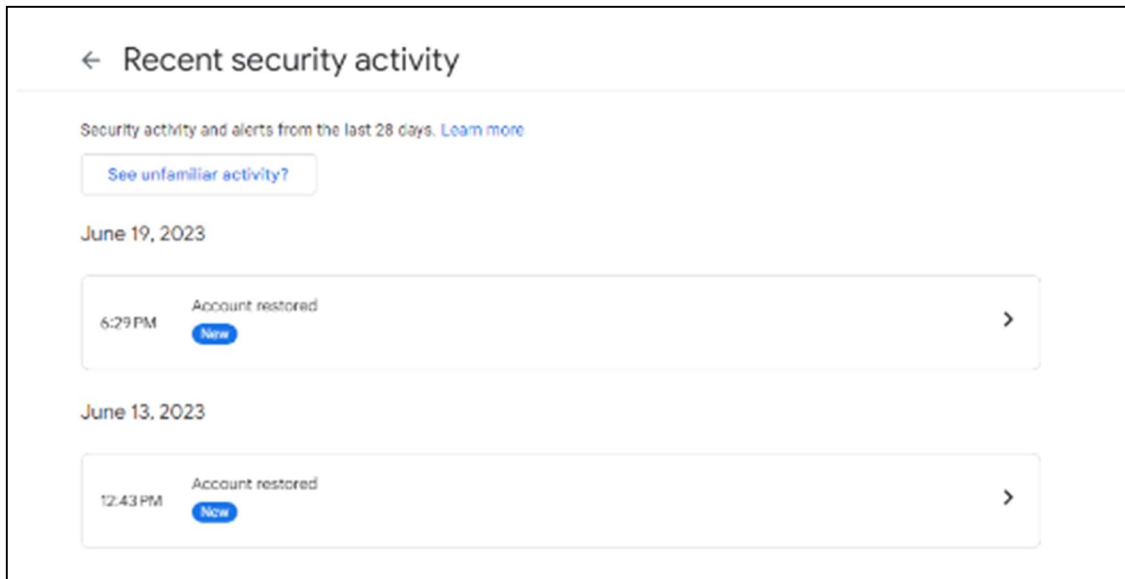 Recent security activity
Security activity and alerts from the last 28 days. Learn more
See unfamiliar activity?
June 19, 2023
6:29 PM
Account restored
New
June 13, 2023
12:43 PM
Account restored
New